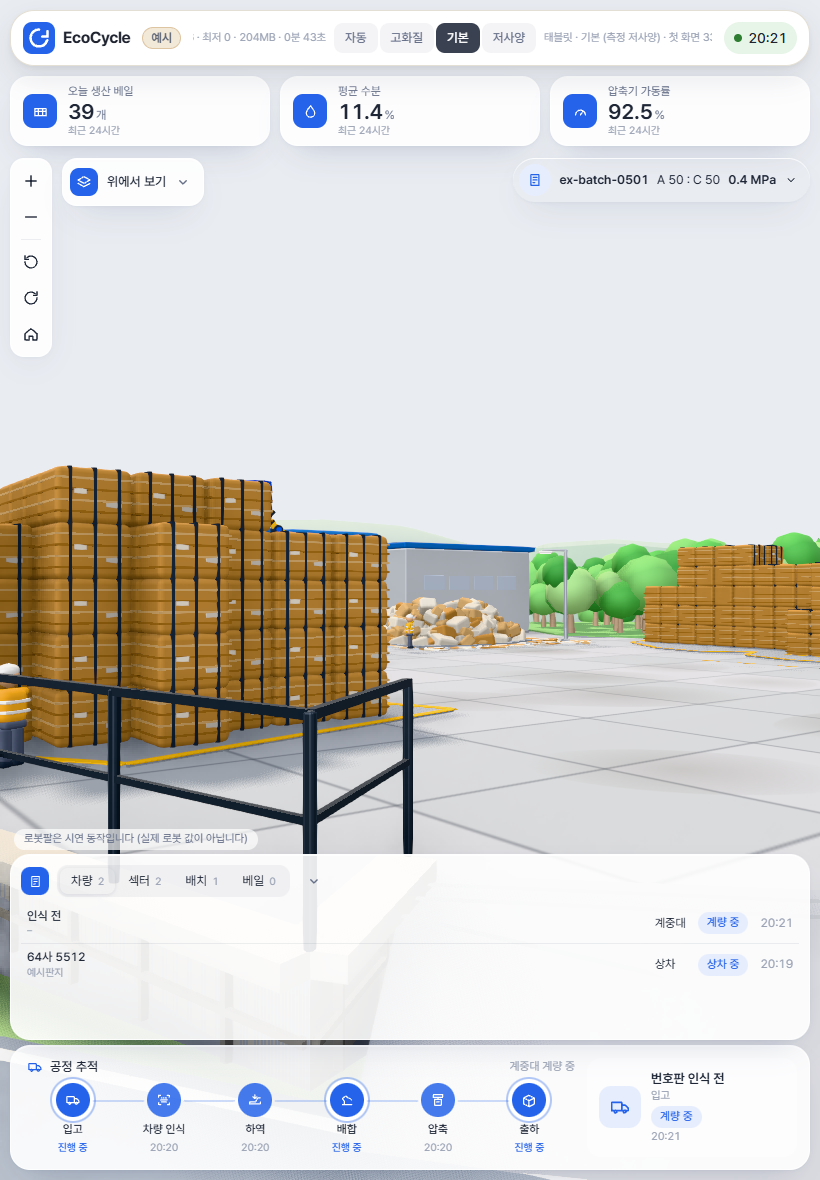 EcoCycle 예시 · 최저 0 · 204MB · 0분 43초 자동 고화질 기본 저사양 태블릿 · 기본 (측정 저사양) · 첫 화면 20:21
오늘 생산 베일
39개
최근 24시간
평균 수분
11.4%
최근 24시간
압축기 가동률
92.5%
최근 24시간
위에서 보기
ex-batch-0501 A 50 : C 50 0.4 MPa
로봇팔은 시연 동작입니다 (실제 로봇 값이 아닙니다)
차량 2 섹터 2 배치 1 베일 0
인식 전
–
계중대 계량 중 20:21
64사 5512
예시판지
상차 상차 중 20:19
공정 추적
계중대 계량 중
입고 차량 인식 하역 배합 압축 출하
진행 중 20:20 20:20 진행 중 20:20 진행 중
번호판 인식 전
입고
계량 중
20:21